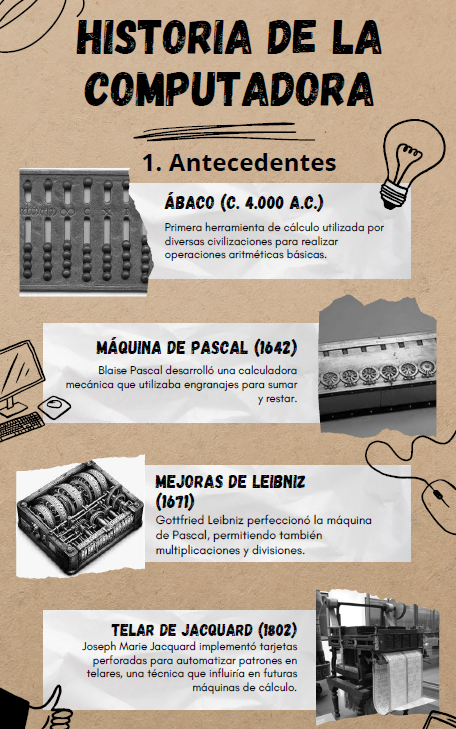 HISTORIA DE LA
COMPUTADORA
1. Antecedentes
ÁBACO (C. 4.000 A.C.)
Primera herramienta de cálculo utilizada por
diversas civilizaciones para realizar
operaciones aritméticas básicas.
MÁQUINA DE PASCAL (1642)
Blaise Pascal desarrolló una calculadora
mecánica que utilizaba engranajes para sumar
y restar.
MEJORAS DE LEIBNIZ
(1671)
Gottfried Leibniz perfeccionó la máquina
de Pascal, permitiendo también
multiplicaciones y divisiones.
TELAR DE JACQUARD (1802)
Joseph Marie Jacquard implementó tarjetas
perforadas para automatizar patrones en
telares, una técnica que influiría en futuras
máquinas de cálculo.